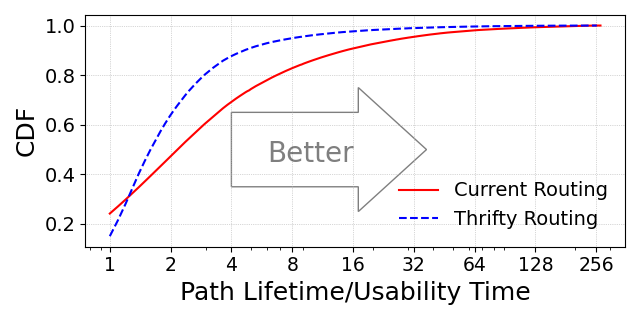 1.0
0.8
0.6
0.4
0.2
CDF
Better
Current Routing
Thrifty Routing
1 2 4 8 16 32 64 128 256
Path Lifetime/Usability Time